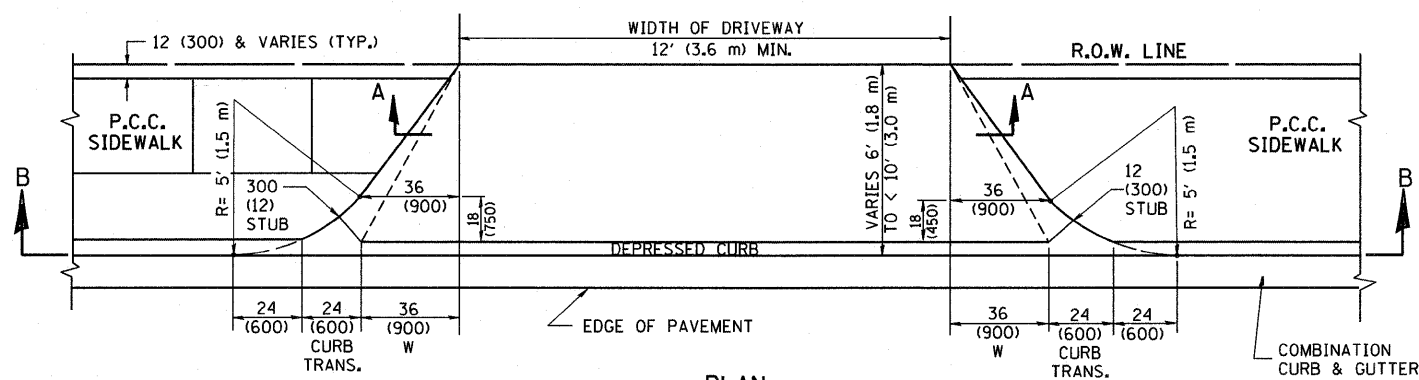 WIDTH OF DRIVEWAY
12' (3.6 m) MIN.
12 (300) & VARIES (TYP.)
R.O.W. LINE
A
A
P.C.C.
SIDEWALK
P.C.C.
SIDEWALK
R= 5' (1.5 m)
VARIES 6' (1.8 m)
TO < 10' (3.0 m)
R= 5' (1.5 m)
B
B
300
(12)
STUB
36
(900)
18
(750)
36
(900)
18
(450)
12
(300)
STUB
DEPRESSED CURB
24
(600)
24
(600)
CURB
TRANS.
36
(900)
W
EDGE OF PAVEMENT
36
(900)
W
24
(600)
CURB
TRANS.
24
(600)
COMBINATION
CURB & GUTTER